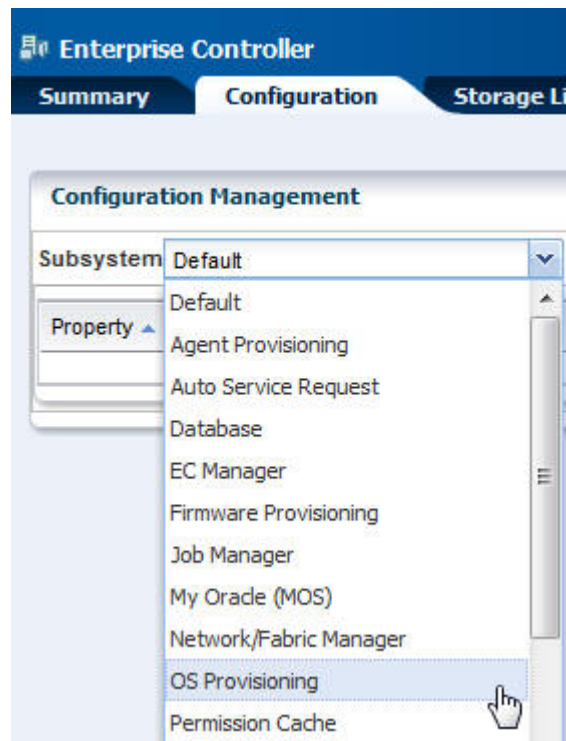 Enterprise Controller
Summary Configuration Storage Li
Configuration Management
Subsystem Default
Property
Default
Agent Provisioning
Auto Service Request
Database
EC Manager
Firmware Provisioning
Job Manager
My Oracle (MOS)
Network/Fabric Manager
OS Provisioning
Permission Cache